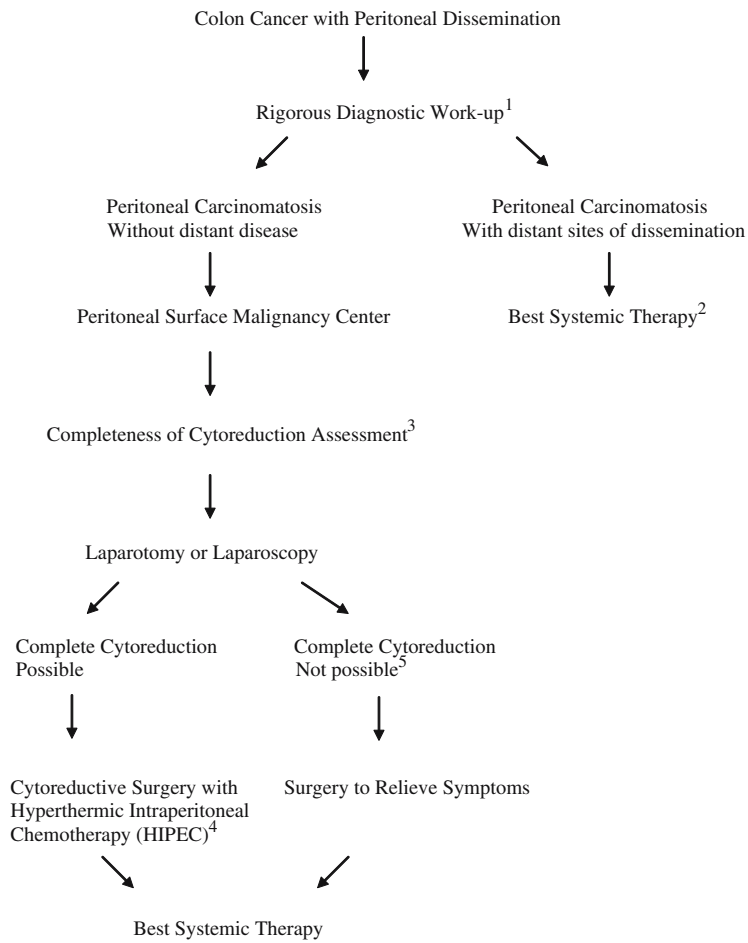 Colon Cancer with Peritoneal Dissemination
Rigorous Diagnostic Work-up1
Peritoneal Carcinomatosis
Without distant disease
Peritoneal Carcinomatosis
With distant sites of dissemination
Peritoneal Surface Malignancy Center
Best Systemic Therapy2
Completeness of Cytoreduction Assessment3
Laparotomy or Laparoscopy
Complete Cytoreduction
Possible
Complete Cytoreduction
Not possible5
Cytoreductive Surgery with
Hyperthermic Intraperitoneal
Chemotherapy (HIPEC)4
Surgery to Relieve Symptoms
Best Systemic Therapy